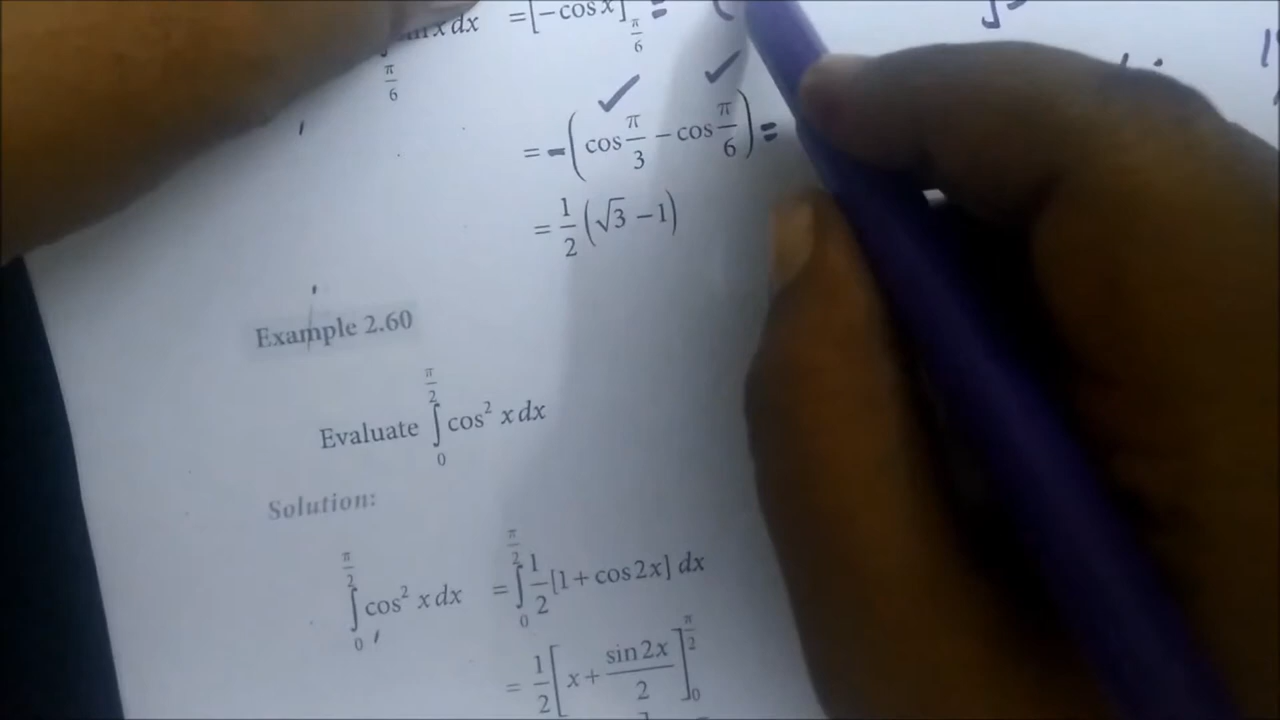 x dx = [-cos x] π/6 =
π/6
= -(cos π/3 - cos π/6) =
= 1/2 (√3 - 1)
Example 2.60
Evaluate ∫₀^{π/2} cos² x dx
Solution:
∫₀^{π/2} cos² x dx = ∫₀^{π/2} 1/2 [1 + cos 2x] dx
= 1/2 [x + sin 2x / 2]₀^{π/2}